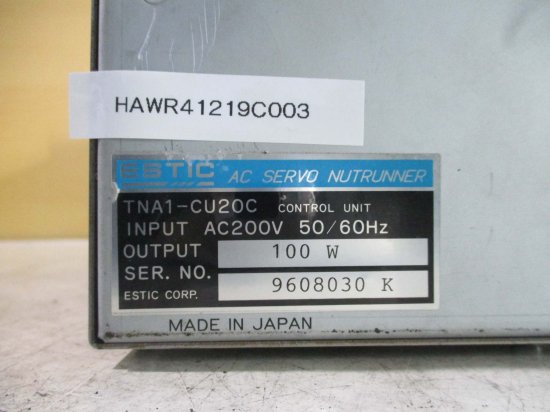 HAWR41219C003
ESTIC AC SERVO NUTRUNNER
TNA1-CU20C CONTROL UNIT
INPUT AC200V 50/60Hz
OUTPUT 100 W
SER. NO. 9608030 K
ESTIC CORP.
MADE IN JAPAN